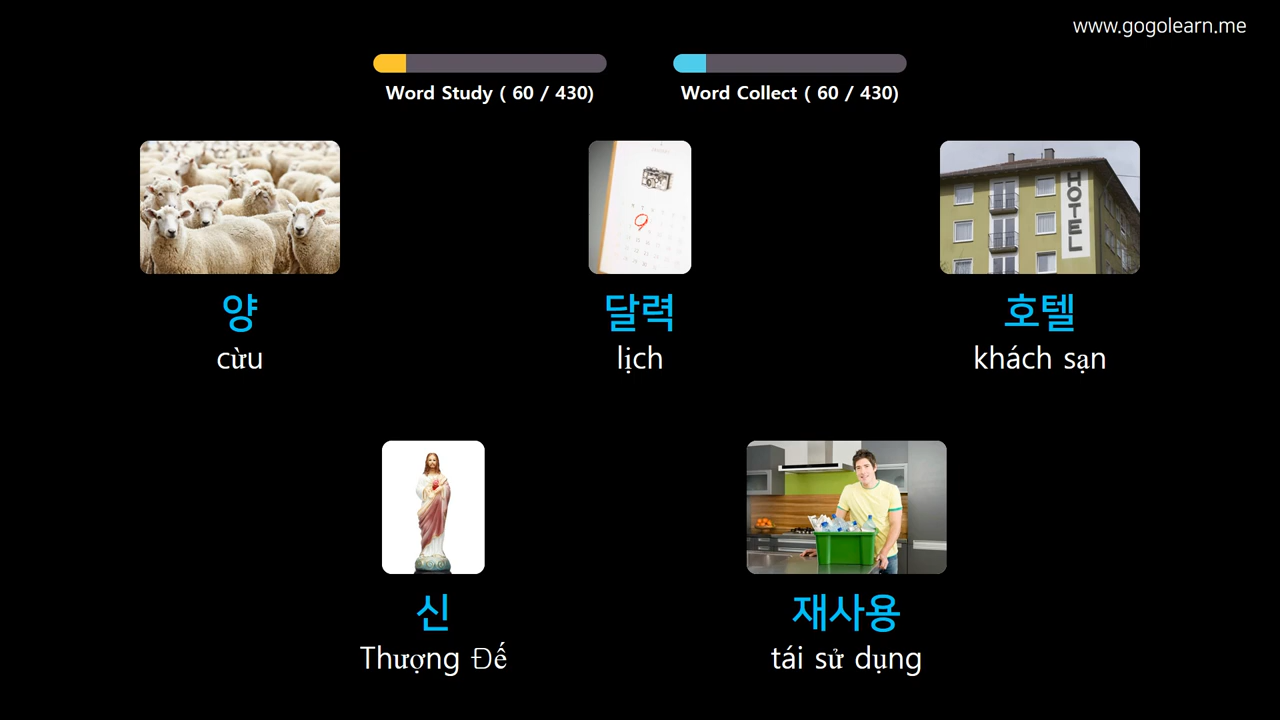 www.gogolearn.me
Word Study ( 60 / 430)
Word Collect ( 60 / 430)
양
cừu
달력
lịch
호텔
khách sạn
HOTEL
신
Thượng Đế
재사용
tái sử dụng